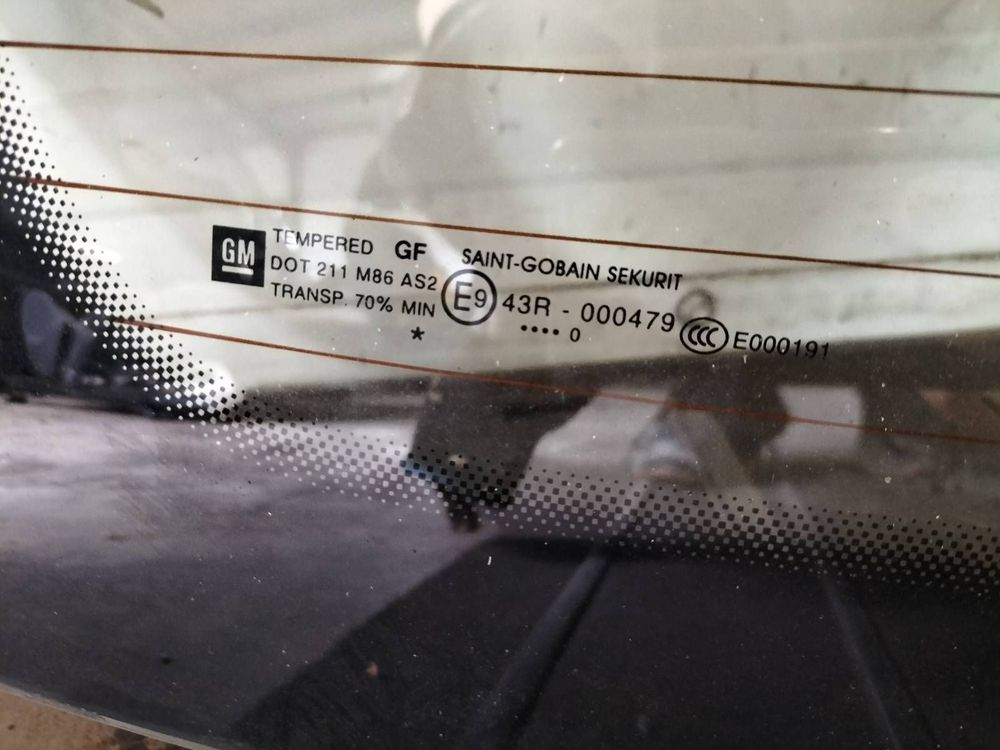 GM
TEMPERED GF SAINT-GOBAIN SEKURIT
DOT 211 M86 AS2 E9 43R - 000479 CCC E000191
TRANSP. 70% MIN
* •••• 0